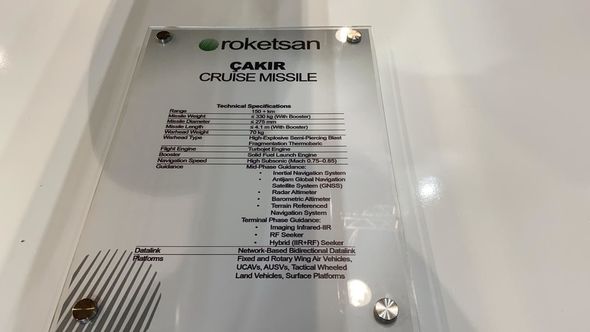 roketsan
ÇAKIR
CRUISE MISSILE
Technical Specifications
Range 150 + km
Missile Weight ≤ 330 kg (With Booster)
Missile Diameter ≤ 275 mm
Missile Length ≤ 4.1 m (With Booster)
Warhead Weight 70 kg
Warhead Type High-Explosive Semi-Piercing Blast
Fragmentation Thermobaric
Flight Engine Turbojet Engine
Booster Solid Fuel Launch Engine
Navigation Speed High Subsonic (Mach 0.75-0.85)
Guidance Mid-Phase Guidance:
• Inertial Navigation System
• Antijam Global Navigation
Satellite System (GNSS)
• Radar Altimeter
• Barometric Altimeter
• Terrain Referenced
Navigation System
Terminal Phase Guidance:
• Imaging Infrared-IIR
• RF Seeker
• Hybrid (IIR+RF) Seeker
Datalink Network-Based Bidirectional Datalink
Platforms Fixed and Rotary Wing Air Vehicles,
UCAVs, AUSVs, Tactical Wheeled
Land Vehicles, Surface Platforms